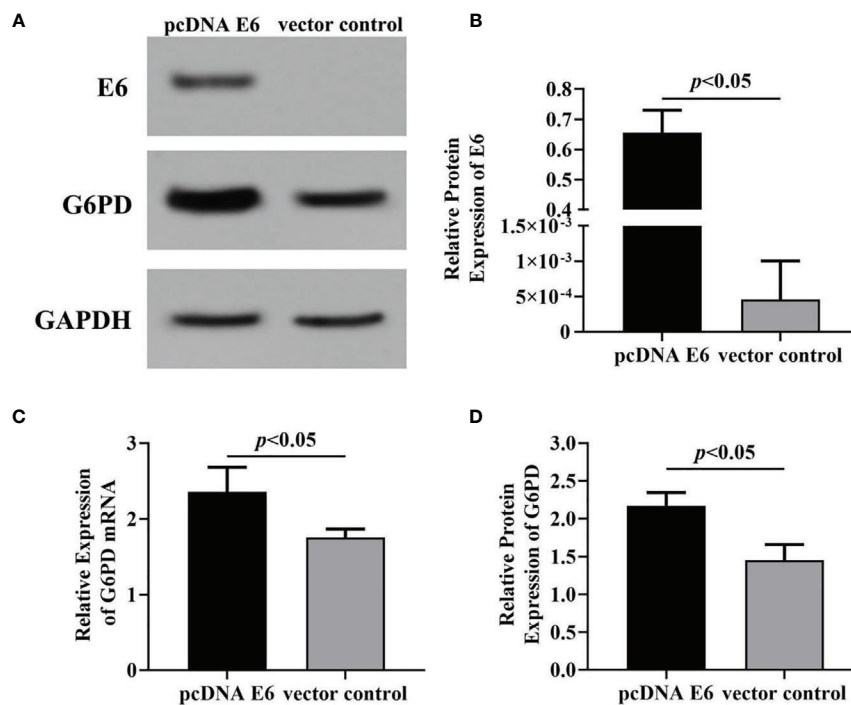 A
pcDNA E6 vector control
E6
G6PD
GAPDH
B
Relative Protein
Expression of E6
p<0.05
0.8
0.7
0.6
0.5
0.4
1.5×10⁻³
1×10⁻³
5×10⁻⁴
0
pcDNA E6 vector control
C
Relative Expression
of G6PD mRNA
p<0.05
3
2
1
0
pcDNA E6 vector control
D
Relative Protein
Expression of G6PD
p<0.05
3.0
2.5
2.0
1.5
1.0
0.5
0.0
pcDNA E6 vector control